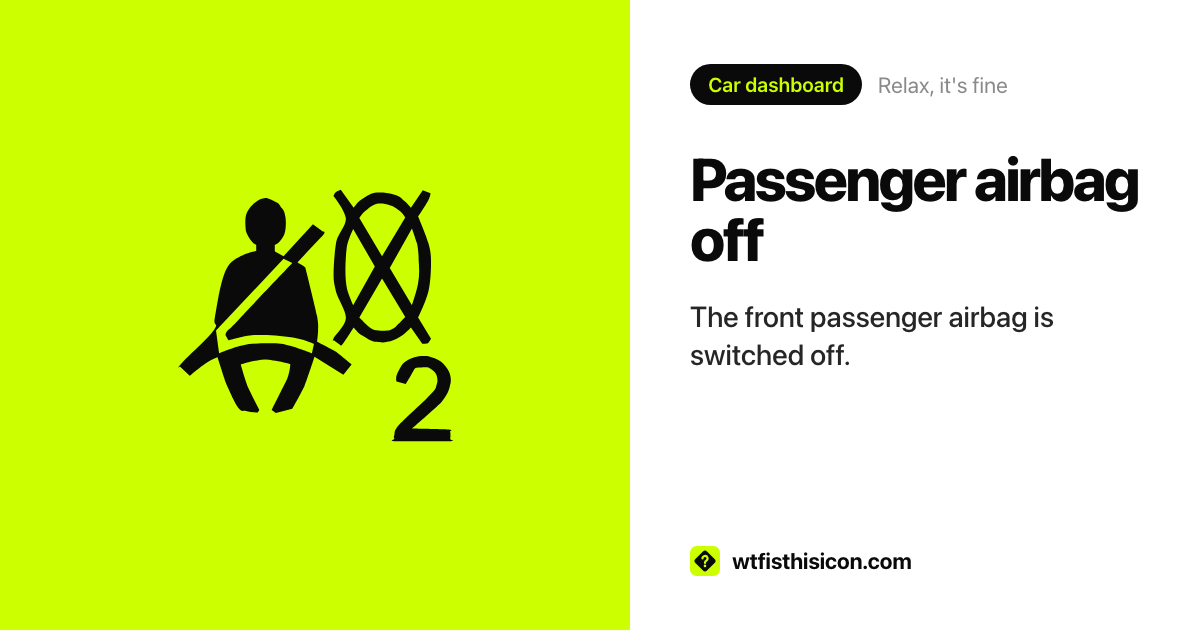 2
Car dashboard
Relax, it's fine
Passenger airbag
off
The front passenger airbag is
switched off.
?
wtfisthisicon.com